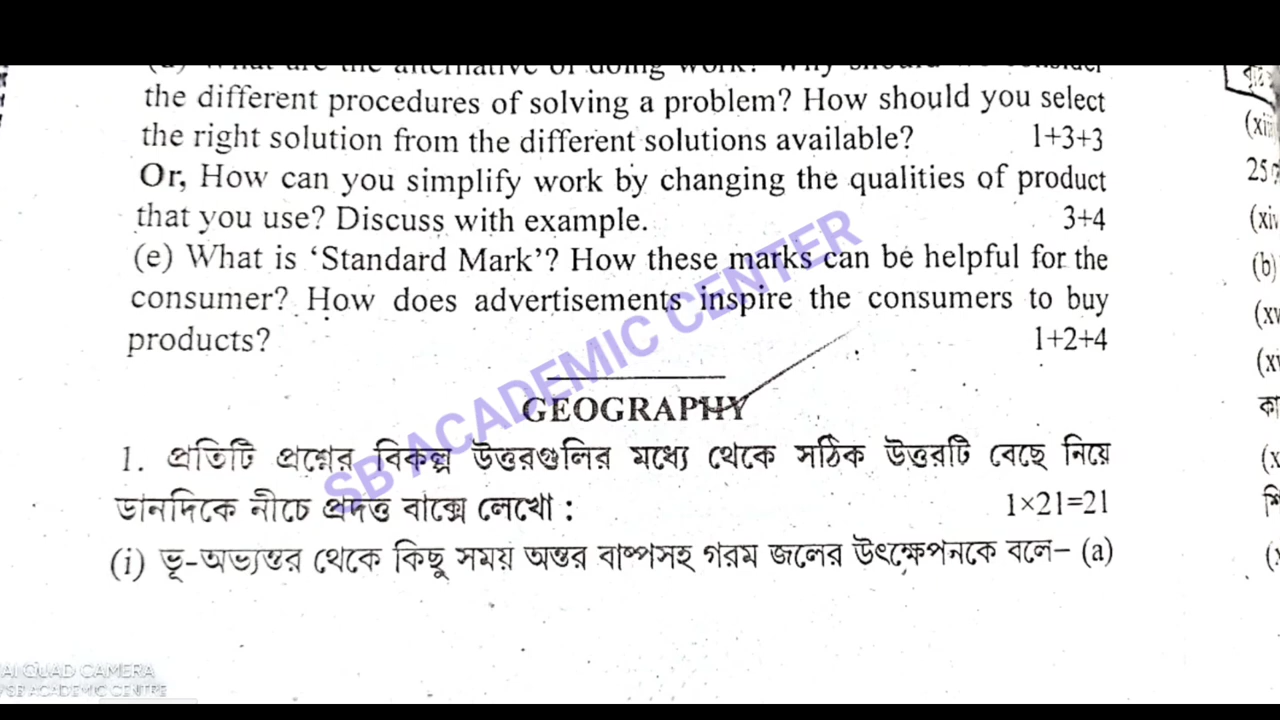 the different procedures of solving a problem? How should you select
the right solution from the different solutions available? 1+3+3
Or, How can you simplify work by changing the qualities of product
that you use? Discuss with example. 3+4
(e) What is ‘Standard Mark’? How these marks can be helpful for the
consumer? How does advertisements inspire the consumers to buy
products? 1+2+4
SB ACADEMIC CENTER
GEOGRAPHY
1. প্রতিটি প্রশ্নের বিকল্প উত্তরগুলির মধ্যে থেকে সঠিক উত্তরটি বেছে নিয়ে
ডানদিকে নীচে প্রদত্ত বাক্সে লেখো : 1×21=21
(i) ভূ-অভ্যন্তর থেকে কিছু সময় অন্তর বাষ্পসহ গরম জলের উৎক্ষেপনকে বলে– (a)
25
(b)
AI QUAD CAMERA
SB ACADEMIC CENTRE